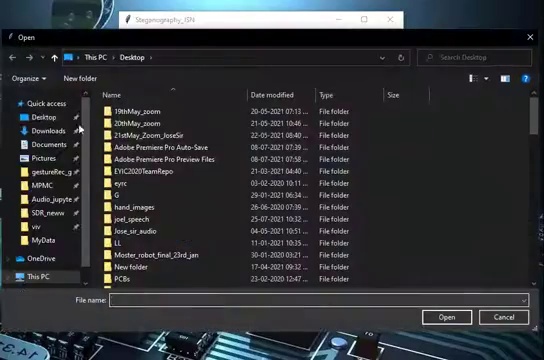 Steganography_JSN
Open
This PC > Desktop >
Search Desktop
Organize
New folder
Name
Date modified
Type
Size
Quick access
Desktop
Downloads
Documents
Pictures
gestureRec_g
MPMC
Audio_jupyte
SDR_neww
viv
MyData
OneDrive
This PC
19thMay_zoom 20-05-2021 07:13 ... File folder
20th May_zoom 21-05-2021 10:46 ... File folder
21stMay_Zoom_JoseSir 22-05-2021 08:40 ... File folder
Adobe Premiere Pro Auto-Save 08-07-2021 07:39 ... File folder
Adobe Premiere Pro Preview Files 08-07-2021 07:58 ... File folder
EYIC2020TeamRepo 21-03-2021 04:40 ... File folder
eyrc 03-02-2020 10:11 ... File folder
G 29-01-2021 06:34 ... File folder
hand_images 26-06-2020 07:39 ... File folder
joel_speech 25-07-2021 10:32 ... File folder
Jose_sir_audio 04-05-2021 10:51 ... File folder
LL 11-01-2021 10:35 ... File folder
Moster_robot_final_23rd_jan 30-01-2020 03:21 ... File folder
New folder 17-04-2021 09:32 ... File folder
PCBs 23-02-2020 12:47 ... File folder
File name:
Open
Cancel